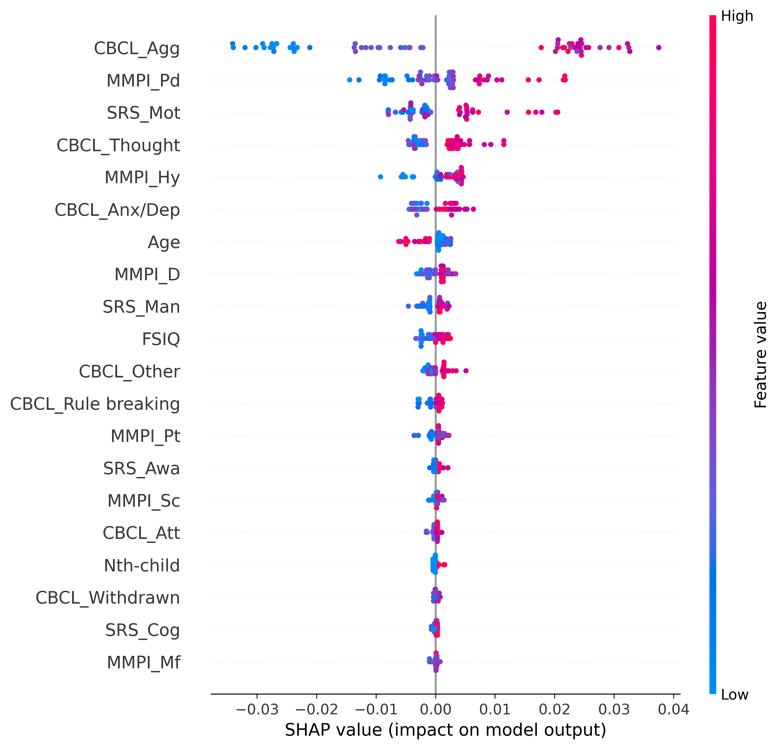 High
CBCL_Agg
MMPI_Pd
SRS_Mot
CBCL_Thought
MMPI_Hy
CBCL_Anx/Dep
Age
MMPI_D
SRS_Man
FSIQ
CBCL_Other
CBCL_Rule breaking
MMPI_Pt
SRS_Awa
MMPI_Sc
CBCL_Att
Nth-child
CBCL_Withdrawn
SRS_Cog
MMPI_Mf
Feature value
Low
−0.03 −0.02 −0.01 0.00 0.01 0.02 0.03 0.04
SHAP value (impact on model output)